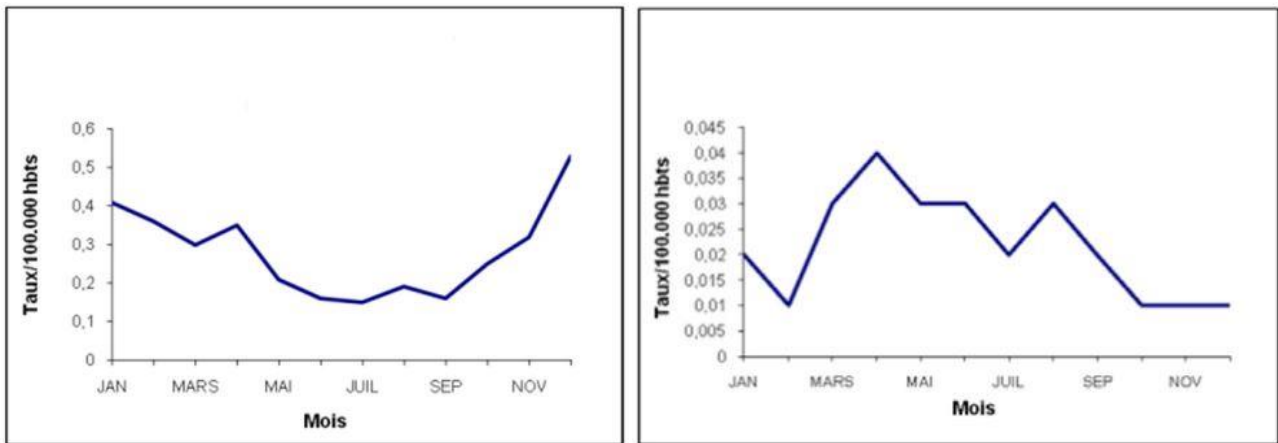 Taux/100.000 hbts
0,6
0,5
0,4
0,3
0,2
0,1
0
JAN MARS MAI JUIL SEP NOV
Mois
Taux/100.000 hbts
0,045
0,04
0,035
0,03
0,025
0,02
0,015
0,01
0,005
0
JAN MARS MAI JUIL SEP NOV
Mois